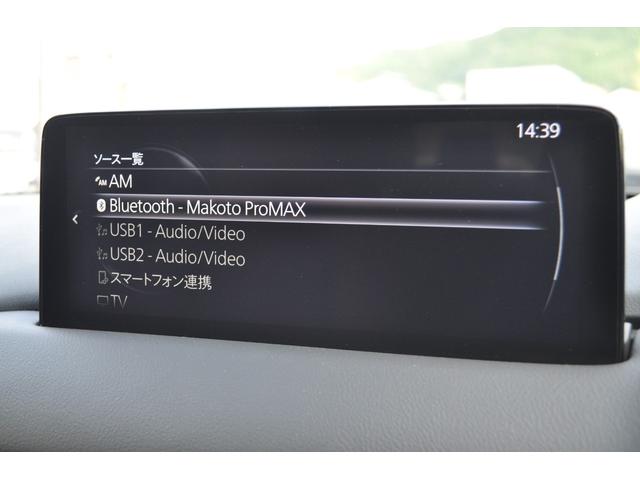 14:39
ソース一覧
AM AM
Bluetooth - Makoto ProMAX
USB1 - Audio/Video
USB2 - Audio/Video
スマートフォン連携
TV